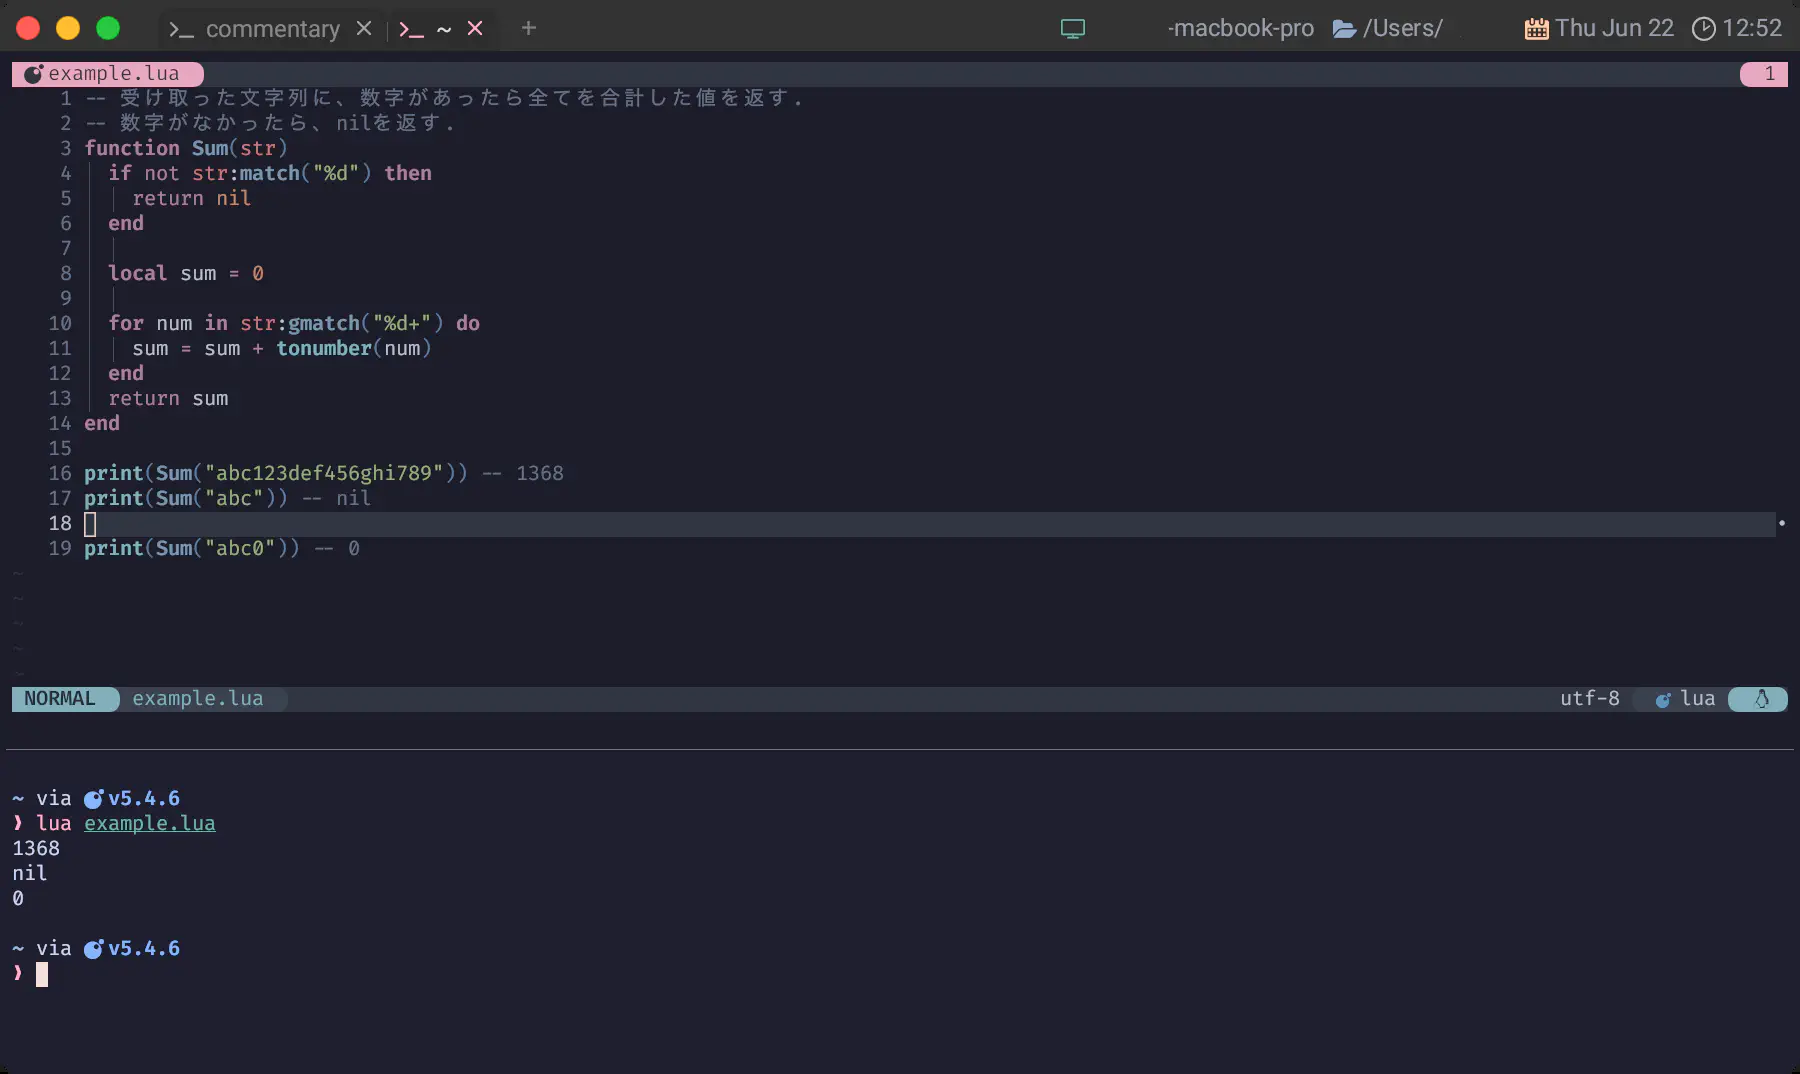 commentary ~ -macbook-pro /Users/ Thu Jun 22 12:52
example.lua 1
1 -- 受け取った文字列に、数字があったら全てを合計した値を返す.
2 -- 数字がなかったら、nilを返す.
3 function Sum(str)
4 if not str:match("%d") then
5 return nil
6 end
7
8 local sum = 0
9
10 for num in str:gmatch("%d+") do
11 sum = sum + tonumber(num)
12 end
13 return sum
14 end
15
16 print(Sum("abc123def456ghi789")) -- 1368
17 print(Sum("abc")) -- nil
18
19 print(Sum("abc0")) -- 0
~
~
~
~
~
NORMAL example.lua utf-8 lua
~ via v5.4.6
❯ lua example.lua
1368
nil
0
~ via v5.4.6
❯